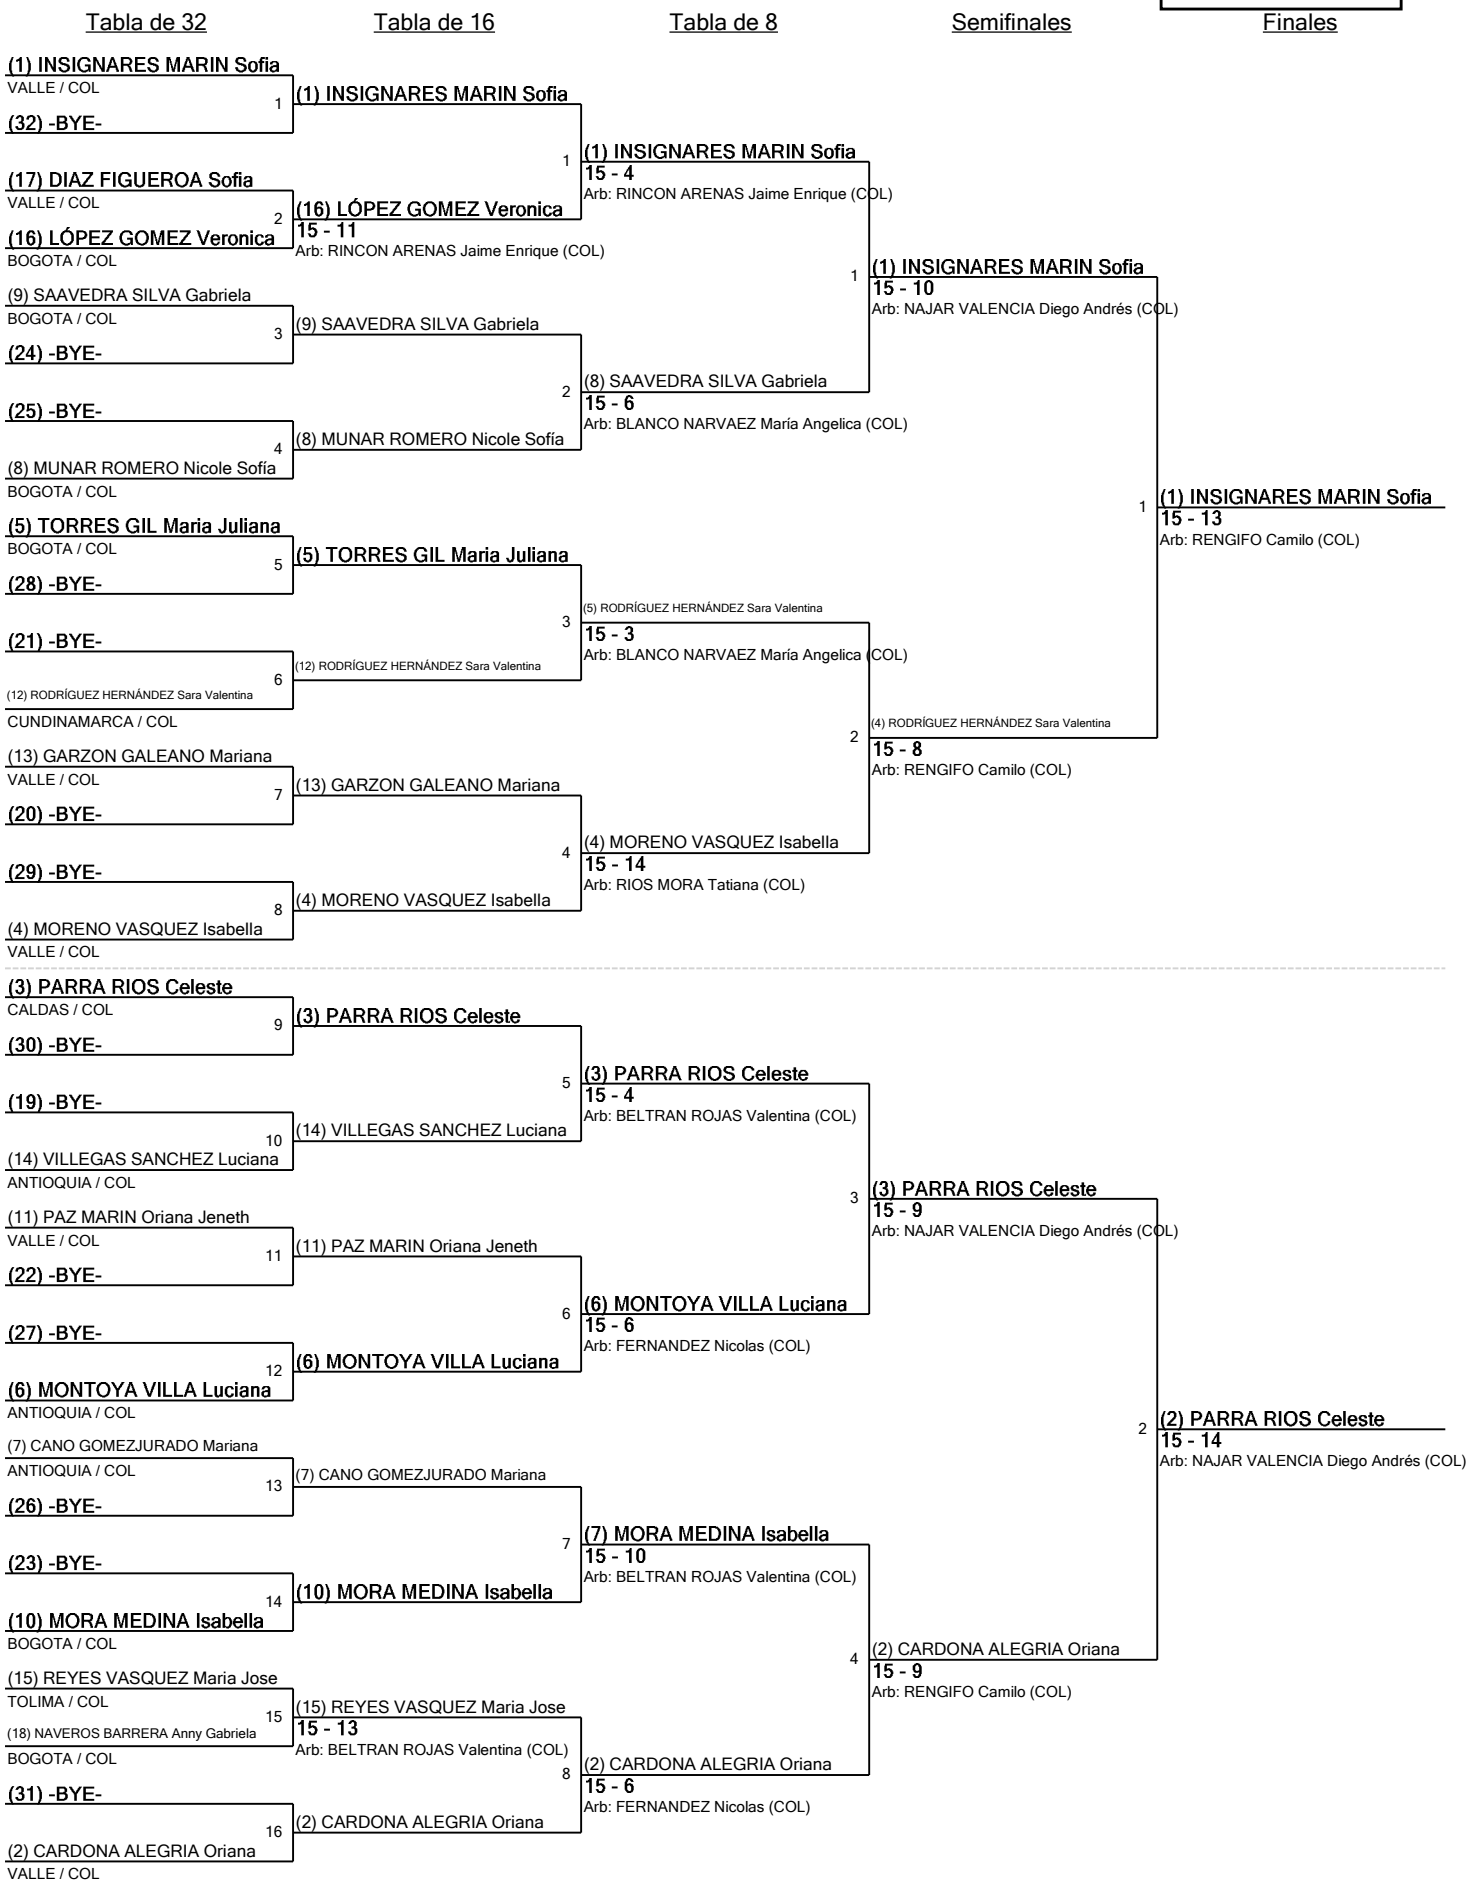 Tabla de 32
Tabla de 16
Tabla de 8
Semifinales
Finales
(1) INSIGNARES MARIN Sofia
VALLE / COL
1
(32) -BYE-
(17) DIAZ FIGUEROA Sofia
VALLE / COL
2
(16) LÓPEZ GOMEZ Veronica
BOGOTA / COL
(9) SAAVEDRA SILVA Gabriela
BOGOTA / COL
3
(24) -BYE-
(25) -BYE-
4
(8) MUNAR ROMERO Nicole Sofía
BOGOTA / COL
(5) TORRES GIL Maria Juliana
BOGOTA / COL
5
(28) -BYE-
(21) -BYE-
6
(12) RODRÍGUEZ HERNÁNDEZ Sara Valentina
CUNDINAMARCA / COL
(13) GARZON GALEANO Mariana
VALLE / COL
7
(20) -BYE-
(29) -BYE-
8
(4) MORENO VASQUEZ Isabella
VALLE / COL
(3) PARRA RIOS Celeste
CALDAS / COL
9
(30) -BYE-
(19) -BYE-
10
(14) VILLEGAS SANCHEZ Luciana
ANTIOQUIA / COL
(11) PAZ MARIN Oriana Jeneth
VALLE / COL
11
(22) -BYE-
(27) -BYE-
12
(6) MONTOYA VILLA Luciana
ANTIOQUIA / COL
(7) CANO GOMEZJURADO Mariana
ANTIOQUIA / COL
13
(26) -BYE-
(23) -BYE-
14
(10) MORA MEDINA Isabella
BOGOTA / COL
(15) REYES VASQUEZ Maria Jose
TOLIMA / COL
15
(18) NAVEROS BARRERA Anny Gabriela
BOGOTA / COL
(31) -BYE-
16
(2) CARDONA ALEGRIA Oriana
VALLE / COL
(1) INSIGNARES MARIN Sofia
1
(16) LÓPEZ GOMEZ Veronica
15 - 11
Arb: RINCON ARENAS Jaime Enrique (COL)
(9) SAAVEDRA SILVA Gabriela
2
(8) MUNAR ROMERO Nicole Sofía
(5) TORRES GIL Maria Juliana
3
(12) RODRÍGUEZ HERNÁNDEZ Sara Valentina
(13) GARZON GALEANO Mariana
4
(4) MORENO VASQUEZ Isabella
(3) PARRA RIOS Celeste
5
(14) VILLEGAS SANCHEZ Luciana
(11) PAZ MARIN Oriana Jeneth
6
(6) MONTOYA VILLA Luciana
(7) CANO GOMEZJURADO Mariana
7
(10) MORA MEDINA Isabella
(15) REYES VASQUEZ Maria Jose
15 - 13
Arb: BELTRAN ROJAS Valentina (COL)
8
(2) CARDONA ALEGRIA Oriana
(1) INSIGNARES MARIN Sofia
15 - 4
Arb: RINCON ARENAS Jaime Enrique (COL)
1
(8) SAAVEDRA SILVA Gabriela
15 - 6
Arb: BLANCO NARVAEZ María Angelica (COL)
(5) RODRÍGUEZ HERNÁNDEZ Sara Valentina
15 - 3
Arb: BLANCO NARVAEZ María Angelica (COL)
2
(4) MORENO VASQUEZ Isabella
15 - 14
Arb: RIOS MORA Tatiana (COL)
(3) PARRA RIOS Celeste
15 - 4
Arb: BELTRAN ROJAS Valentina (COL)
3
(6) MONTOYA VILLA Luciana
15 - 6
Arb: FERNANDEZ Nicolas (COL)
(7) MORA MEDINA Isabella
15 - 10
Arb: BELTRAN ROJAS Valentina (COL)
4
(2) CARDONA ALEGRIA Oriana
15 - 6
Arb: FERNANDEZ Nicolas (COL)
(1) INSIGNARES MARIN Sofia
15 - 10
Arb: NAJAR VALENCIA Diego Andrés (COL)
1
(4) RODRÍGUEZ HERNÁNDEZ Sara Valentina
15 - 8
Arb: RENGIFO Camilo (COL)
(3) PARRA RIOS Celeste
15 - 9
Arb: NAJAR VALENCIA Diego Andrés (COL)
2
(2) CARDONA ALEGRIA Oriana
15 - 9
Arb: RENGIFO Camilo (COL)
(1) INSIGNARES MARIN Sofia
15 - 13
Arb: RENGIFO Camilo (COL)
(2) PARRA RIOS Celeste
15 - 14
Arb: NAJAR VALENCIA Diego Andrés (COL)